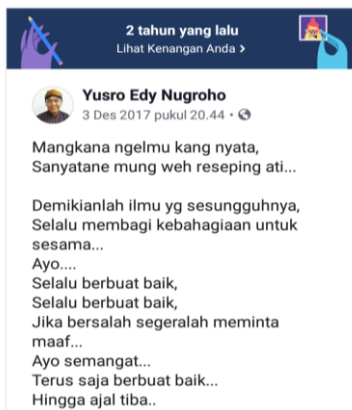 2 tahun yang lalu
Lihat Kenangan Anda >
Yusro Edy Nugroho
3 Des 2017 pukul 20.44 •
Mangkana ngelmu kang nyata,
Sanyatane mung weh reseping ati...
Demikianlah ilmu yg sesungguhnya,
Selalu membagi kebahagiaan untuk
sesama...
Ayo....
Selalu berbuat baik,
Selalu berbuat baik,
Jika bersalah segeralah meminta
maaf...
Ayo semangat...
Terus saja berbuat baik...
Hingga ajal tiba..